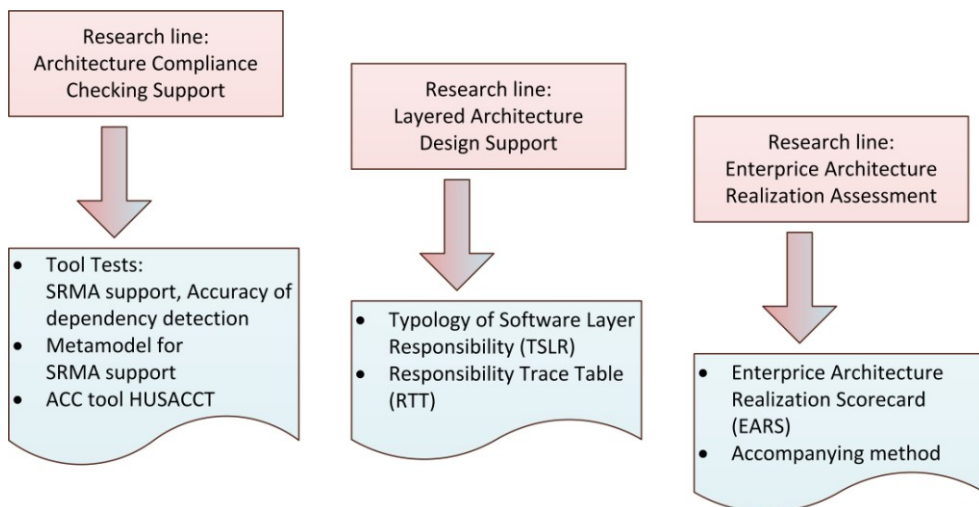 Research line:
Architecture Compliance
Checking Support
• Tool Tests:
SRMA support, Accuracy of
dependency detection
• Metamodel for
SRMA support
• ACC tool HUSACCT
Research line:
Layered Architecture
Design Support
• Typology of Software Layer
Responsibility (TSLR)
• Responsibility Trace Table
(RTT)
Research line:
Enterprice Architecture
Realization Assessment
• Enterprice Architecture
Realization Scorecard
(EARS)
• Accompanying method